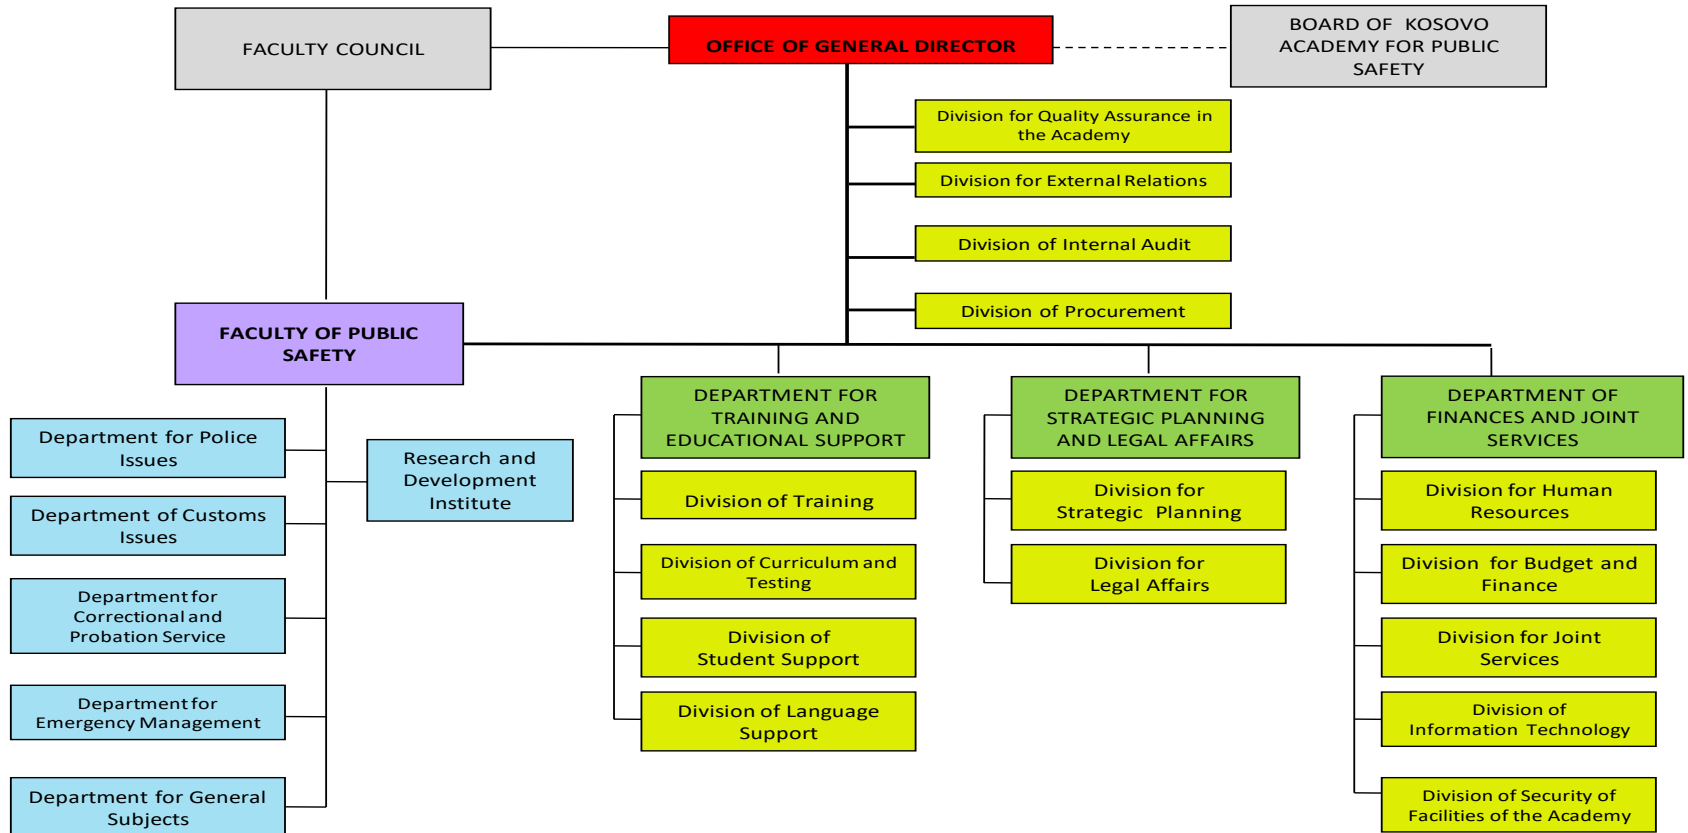 FACULTY COUNCIL
OFFICE OF GENERAL DIRECTOR
BOARD OF KOSOVO
ACADEMY FOR PUBLIC
SAFETY
Division for Quality Assurance in
the Academy
Division for External Relations
Division of Internal Audit
Division of Procurement
FACULTY OF PUBLIC
SAFETY
Department for Police
Issues
Department of Customs
Issues
Department for
Correctional and
Probation Service
Department for
Emergency Management
Department for General
Subjects
Research and
Development
Institute
DEPARTMENT FOR
TRAINING AND
EDUCATIONAL SUPPORT
Division of Training
Division of Curriculum and
Testing
Division of
Student Support
Division of Language
Support
DEPARTMENT FOR
STRATEGIC PLANNING
AND LEGAL AFFAIRS
Division for
Strategic Planning
Division for
Legal Affairs
DEPARTMENT OF
FINANCES AND JOINT
SERVICES
Division for Human
Resources
Division for Budget and
Finance
Division for Joint
Services
Division of
Information Technology
Division of Security of
Facilities of the Academy